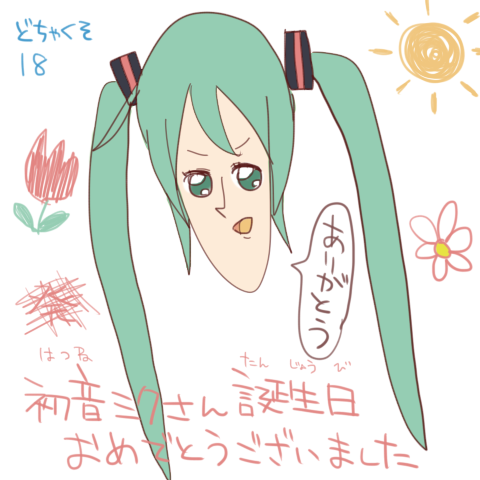 どちゃくそ
18
ありがとう
はつね たん じょう び
初音ミクさん誕生日
おめでとうございました